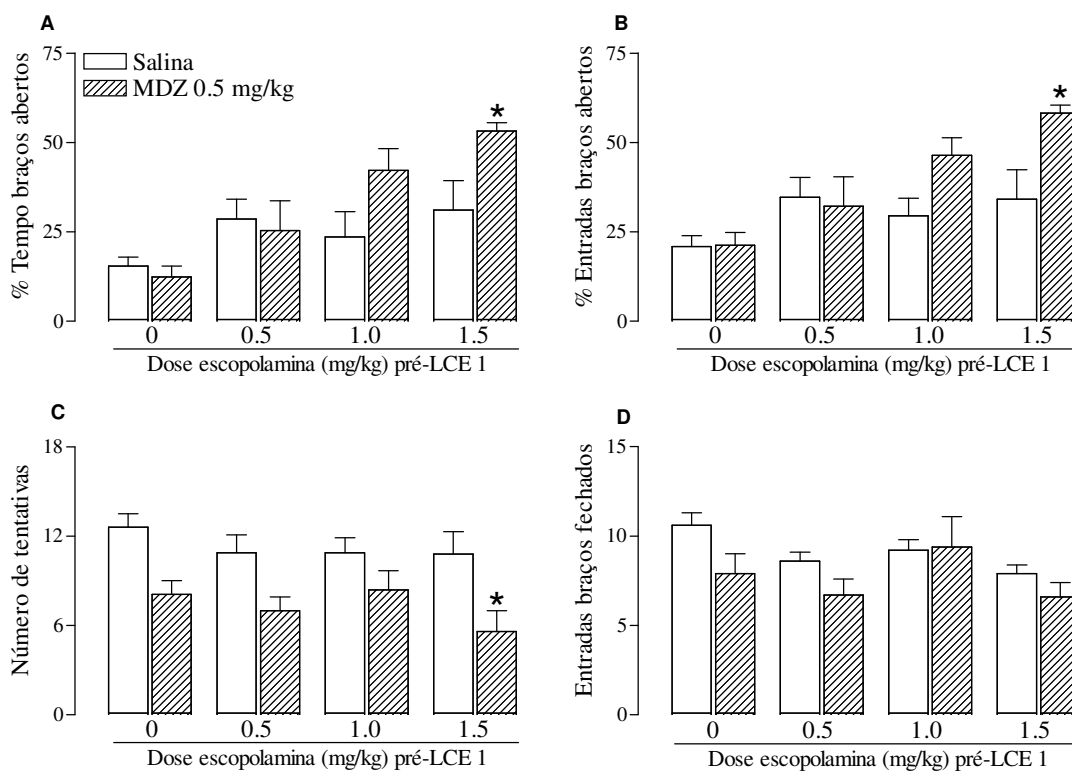 A
Salina
MDZ 0.5 mg/kg
% Tempo braços abertos
75
50
25
0
*
0 0.5 1.0 1.5
Dose escopolamina (mg/kg) pré-LCE 1
B
% Entradas braços abertos
75
50
25
0
*
0 0.5 1.0 1.5
Dose escopolamina (mg/kg) pré-LCE 1
C
Número de tentativas
18
12
6
0
*
0 0.5 1.0 1.5
Dose escopolamina (mg/kg) pré-LCE 1
D
Entradas braços fechados
15
10
5
0
0 0.5 1.0 1.5
Dose escopolamina (mg/kg) pré-LCE 1